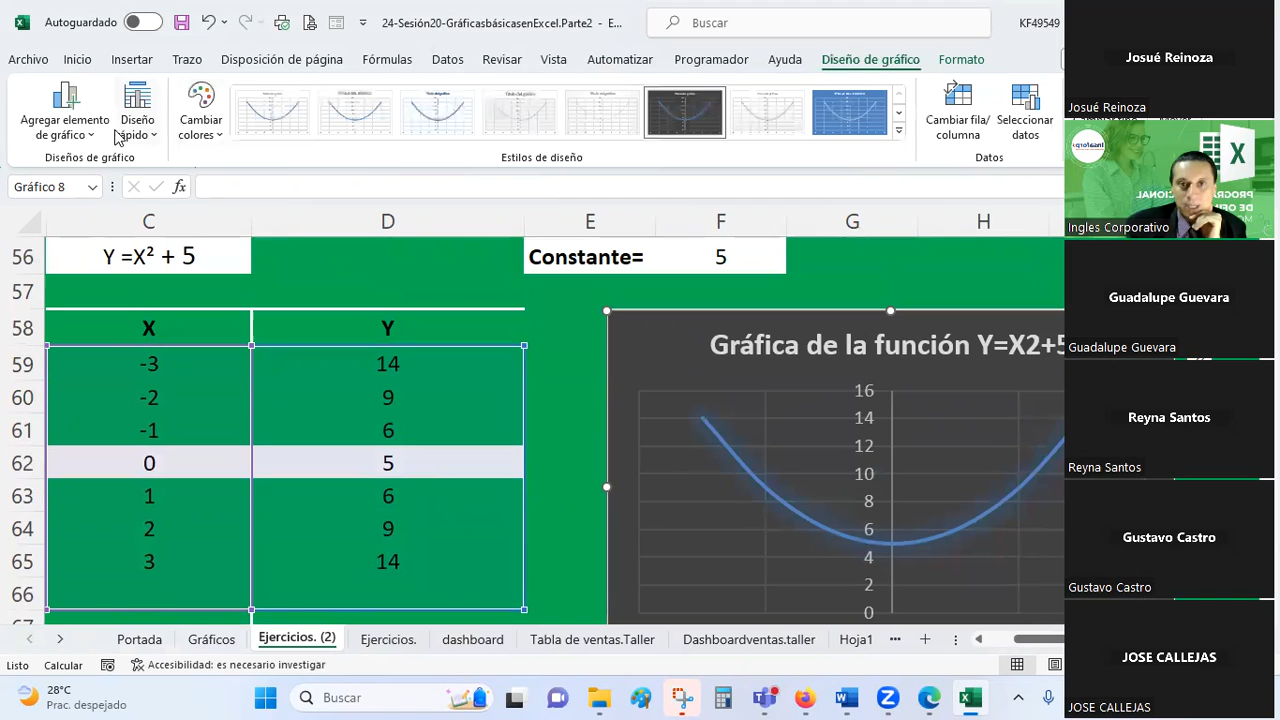 Autoguardado
24-Sesión20-GráficasbásicasenExcel.Parte2 - E...
Buscar
KF49549
Archivo Inicio Insertar Trazo Disposición de página Fórmulas Datos Revisar Vista Automatizar Programador Ayuda Diseño de gráfico Formato
Agregar elemento de gráfico
Diseño rápido
Cambiar colores
Cambiar fila/ columna
Seleccionar datos
Diseños de gráfico
Estilos de diseño
Datos
Gráfico 8
fx
C D E F G H
56 Y =X² + 5 Constante= 5
57
58 X Y
59 -3 14
60 -2 9
61 -1 6
62 0 5
63 1 6
64 2 9
65 3 14
66
Gráfica de la función Y=X2+5
16
14
12
10
8
6
4
2
0
Portada Gráficos Ejercicios. (2) Ejercicios. dashboard Tabla de ventas.Taller Dashboardventas.taller Hoja1
Listo Calcular Accesibilidad: es necesario investigar
28°C
Prac. despejado
Buscar
Josué Reinoza
Josué Reinoza
Ingles Corporativo
Guadalupe Guevara
Guadalupe Guevara
Reyna Santos
Reyna Santos
Gustavo Castro
Gustavo Castro
JOSE CALLEJAS
JOSE CALLEJAS